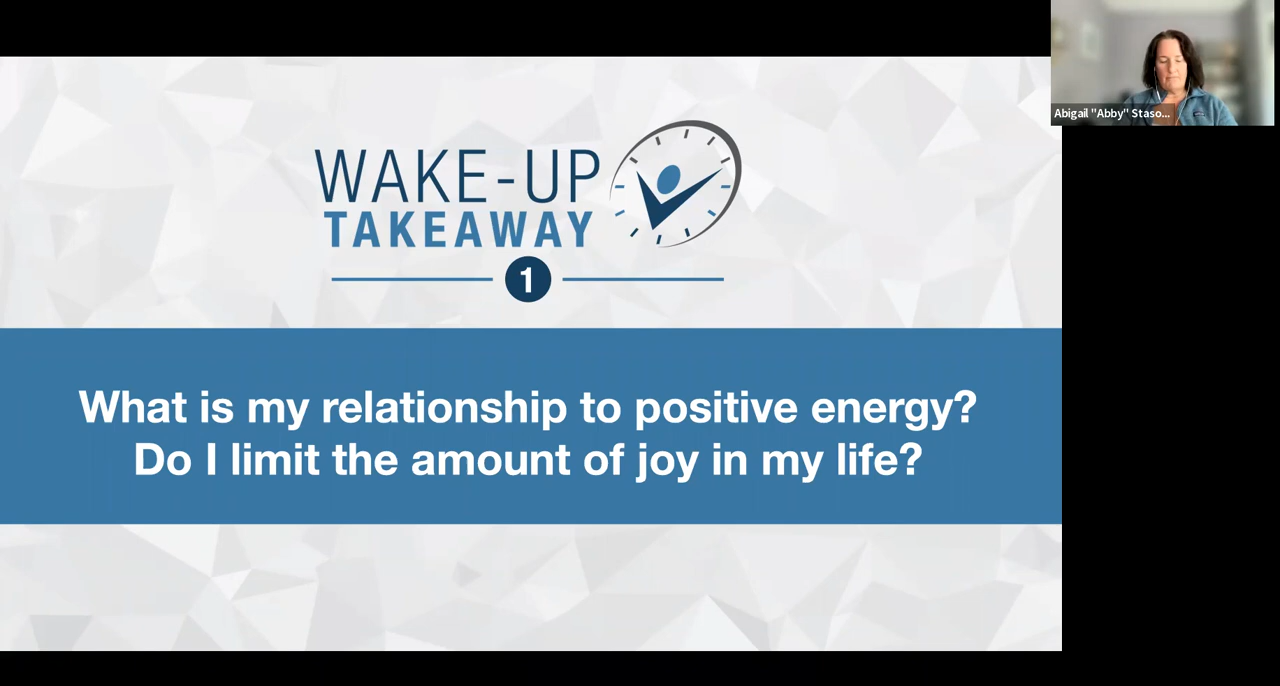 WAKE-UP
TAKEAWAY
1
What is my relationship to positive energy?
Do I limit the amount of joy in my life?
Abigail "Abby" Staso...